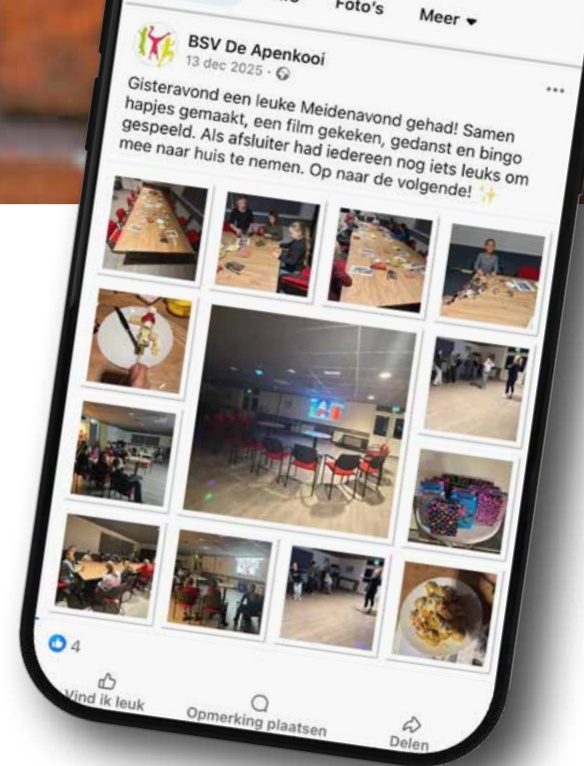 Foto's
Meer
BSV De Apenkooi
13 dec 2025 ·
Gisteravond een leuke Meidenavond gehad! Samen
hapjes gemaakt, een film gekeken, gedanst en bingo
gespeeld. Als afsluiter had iedereen nog iets leuks om
mee naar huis te nemen. Op naar de volgende! ✨
4
Vind ik leuk
Opmerking plaatsen
Delen